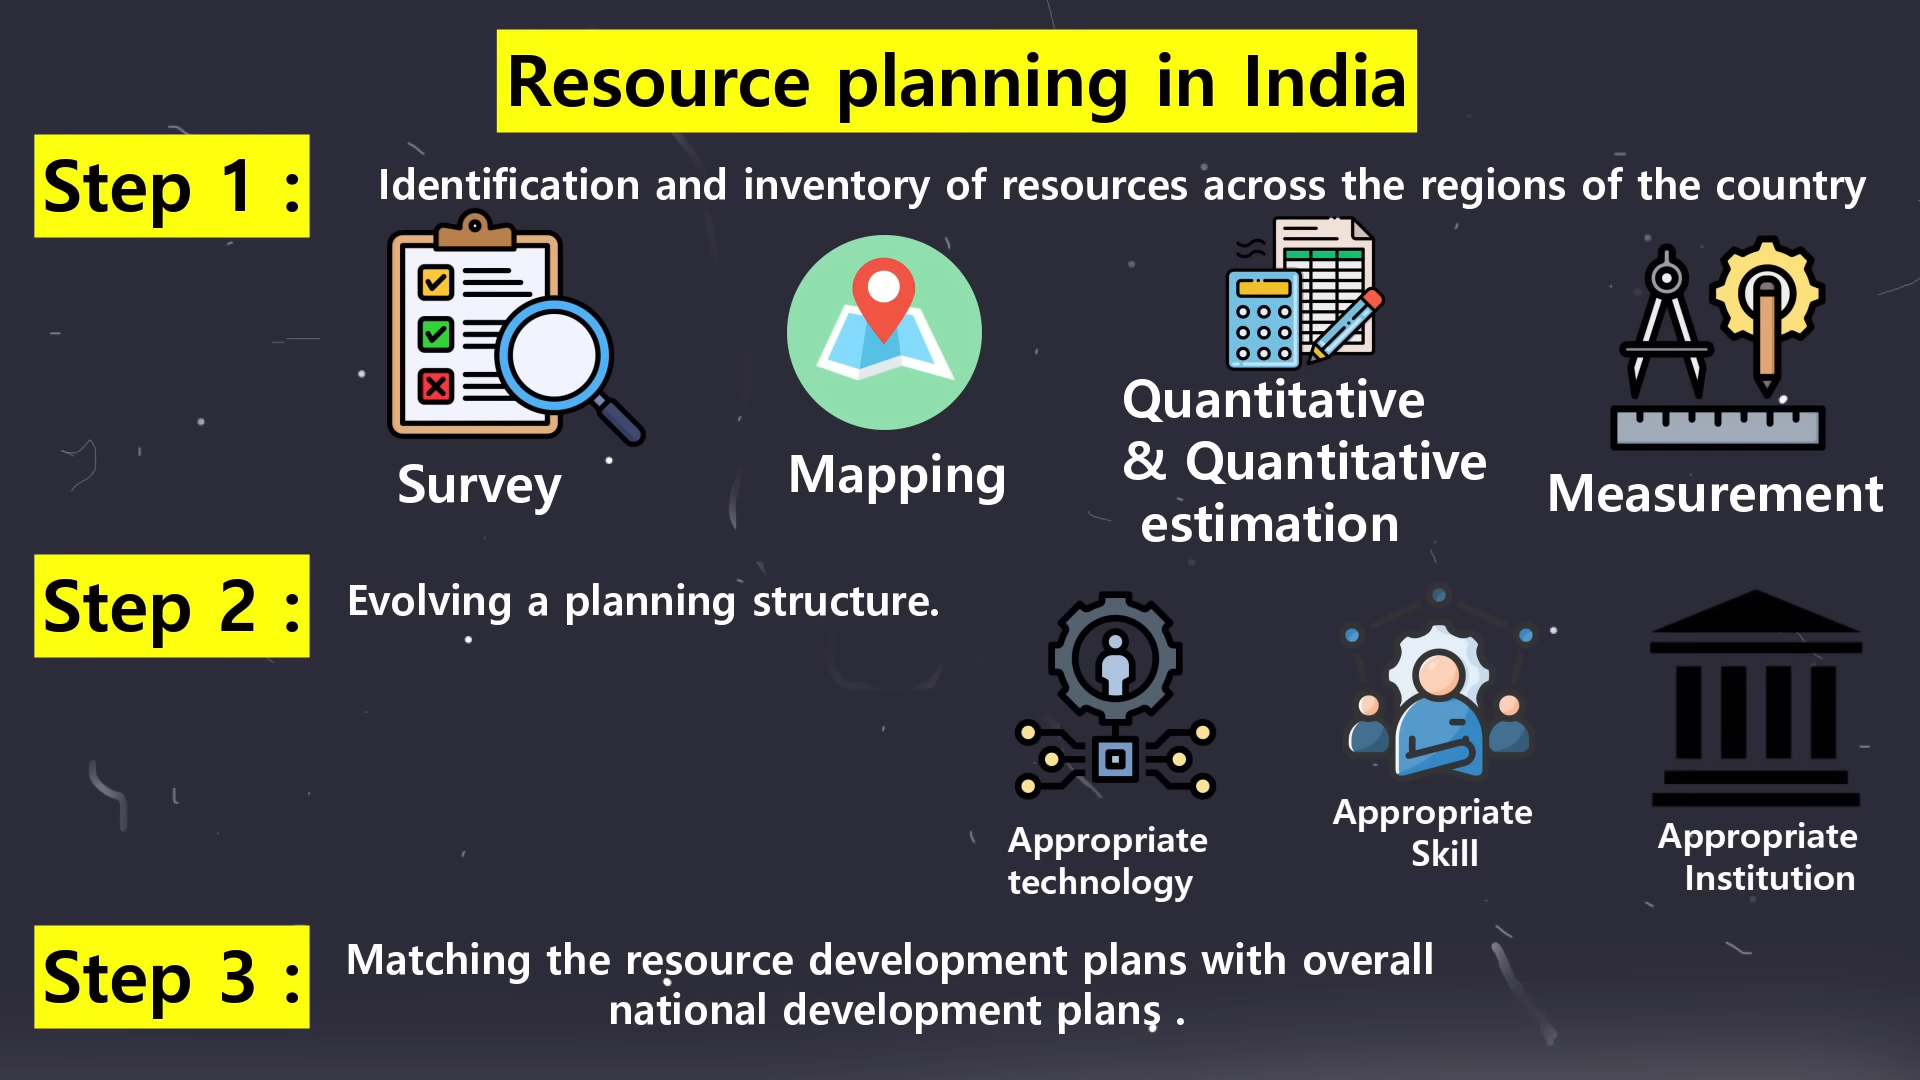 Resource planning in India
Step 1 :
Identification and inventory of resources across the regions of the country
Survey
Mapping
Quantitative
& Quantitative
estimation
Measurement
Step 2 :
Evolving a planning structure.
Appropriate
technology
Appropriate
Skill
Appropriate
Institution
Step 3 :
Matching the resource development plans with overall
national development plans .